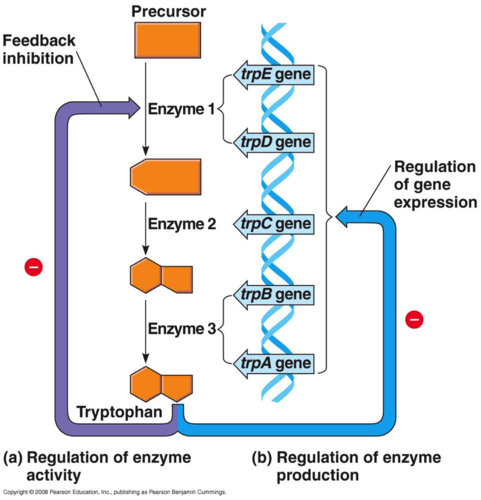 Precursor
Feedback
inhibition
trpE gene
Enzyme 1
trpD gene
Regulation
of gene
expression
Enzyme 2
trpC gene
–
trpB gene
–
Enzyme 3
trpA gene
Tryptophan
(a) Regulation of enzyme
activity
(b) Regulation of enzyme
production
Copyright © 2008 Pearson Education, Inc., publishing as Pearson Benjamin Cummings.